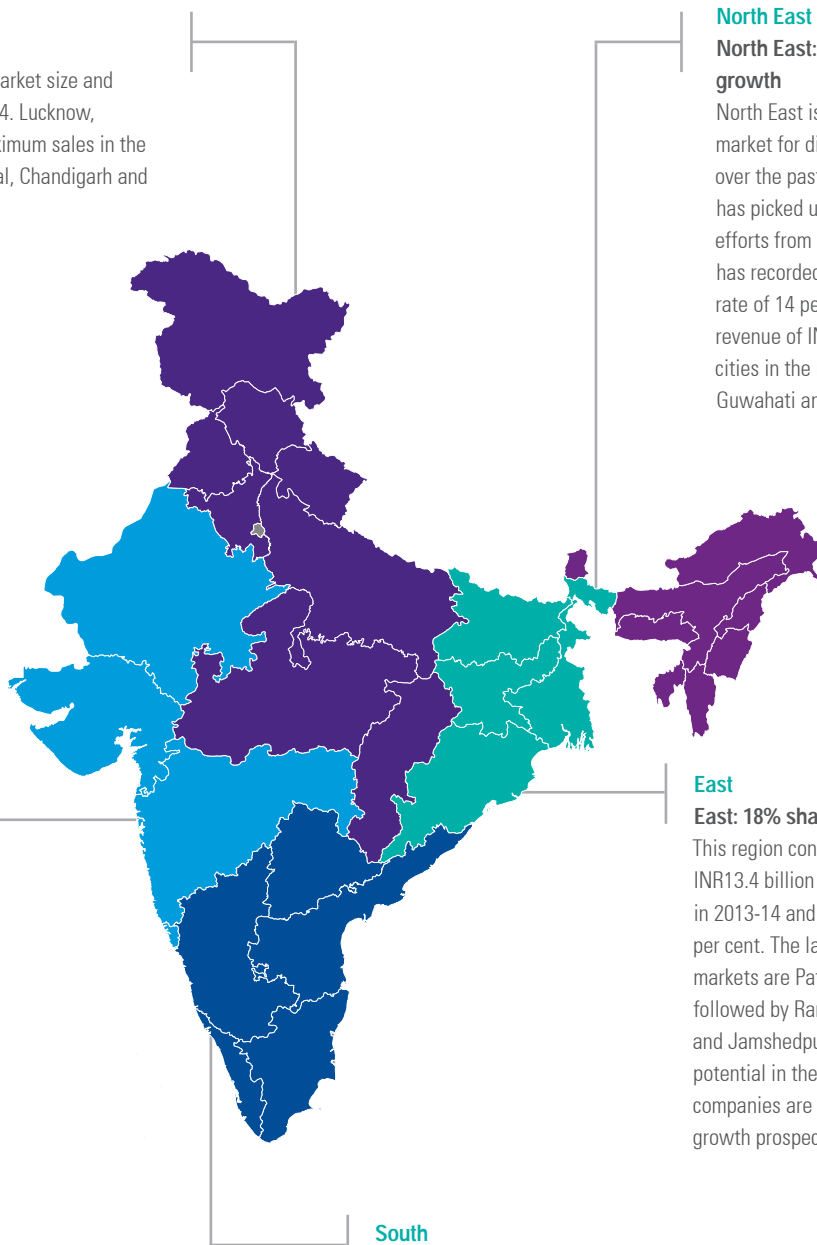 arket size and
4. Lucknow,
ximum sales in the
al, Chandigarh and
North East
North East:
growth
North East is
market for di
over the past
has picked u
efforts from
has recorded
rate of 14 pe
revenue of IN
cities in the
Guwahati an
East
East: 18% sha
This region con
INR13.4 billion
in 2013-14 and
per cent. The la
markets are Pat
followed by Ran
and Jamshedpu
potential in the
companies are
growth prospec
South